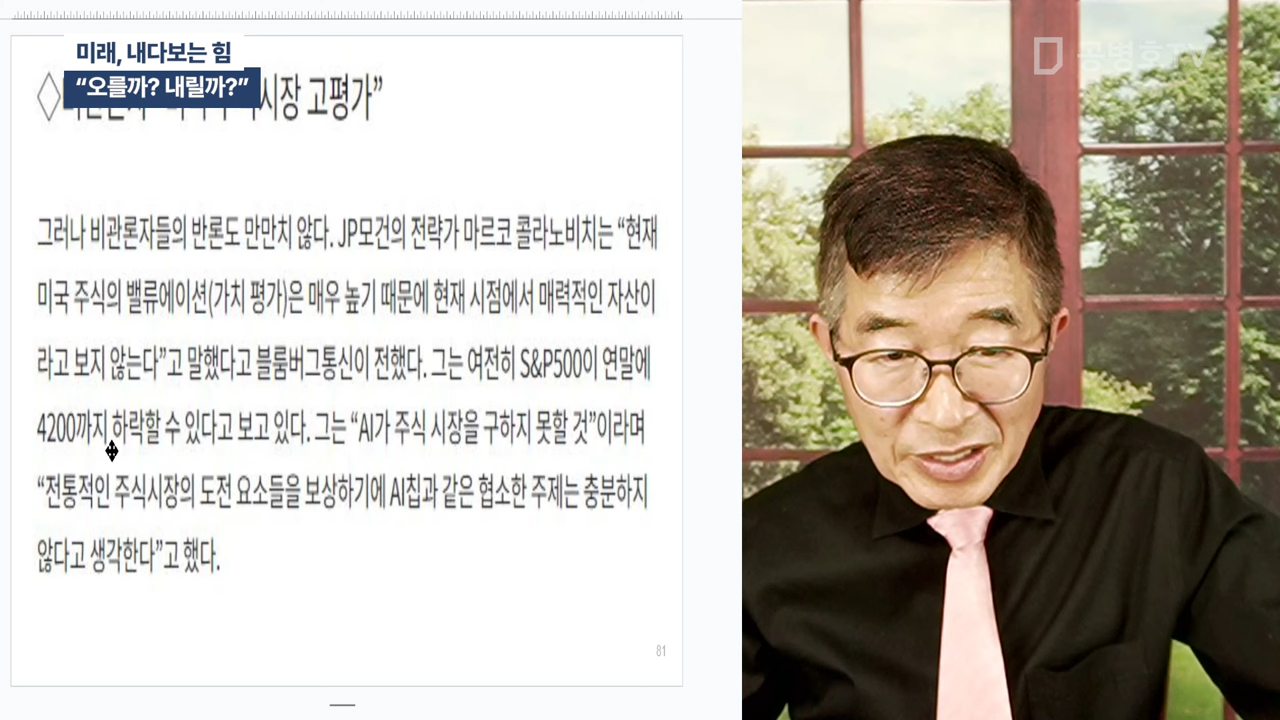 미래, 내다보는 힘
“오를까? 내릴까?”
시장 고평가”
공병호TV
그러나 비관론자들의 반론도 만만치 않다. JP모건의 전략가 마르코 콜라노비치는 “현재
미국 주식의 밸류에이션(가치 평가)은 매우 높기 때문에 현재 시점에서 매력적인 자산이
라고 보지 않는다”고 말했다고 블룸버그통신이 전했다. 그는 여전히 S&P500이 연말에
4200까지 하락할 수 있다고 보고 있다. 그는 “AI가 주식 시장을 구하지 못할 것”이라며
“전통적인 주식시장의 도전 요소들을 보상하기에 AI칩과 같은 협소한 주제는 충분하지
않다고 생각한다”고 했다.
81